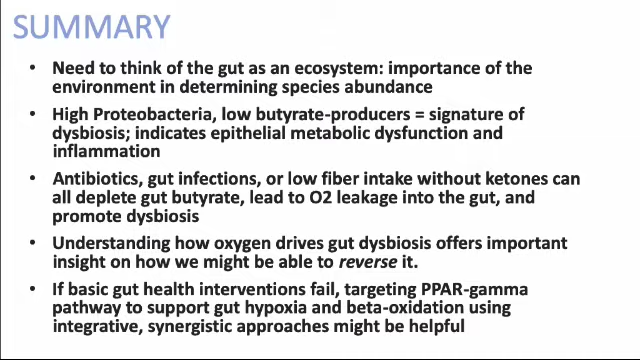 SUMMARY
• Need to think of the gut as an ecosystem: importance of the
environment in determining species abundance
• High Proteobacteria, low butyrate-producers = signature of
dysbiosis; indicates epithelial metabolic dysfunction and
inflammation
• Antibiotics, gut infections, or low fiber intake without ketones can
all deplete gut butyrate, lead to O2 leakage into the gut, and
promote dysbiosis
• Understanding how oxygen drives gut dysbiosis offers important
insight on how we might be able to reverse it.
• If basic gut health interventions fail, targeting PPAR-gamma
pathway to support gut hypoxia and beta-oxidation using
integrative, synergistic approaches might be helpful